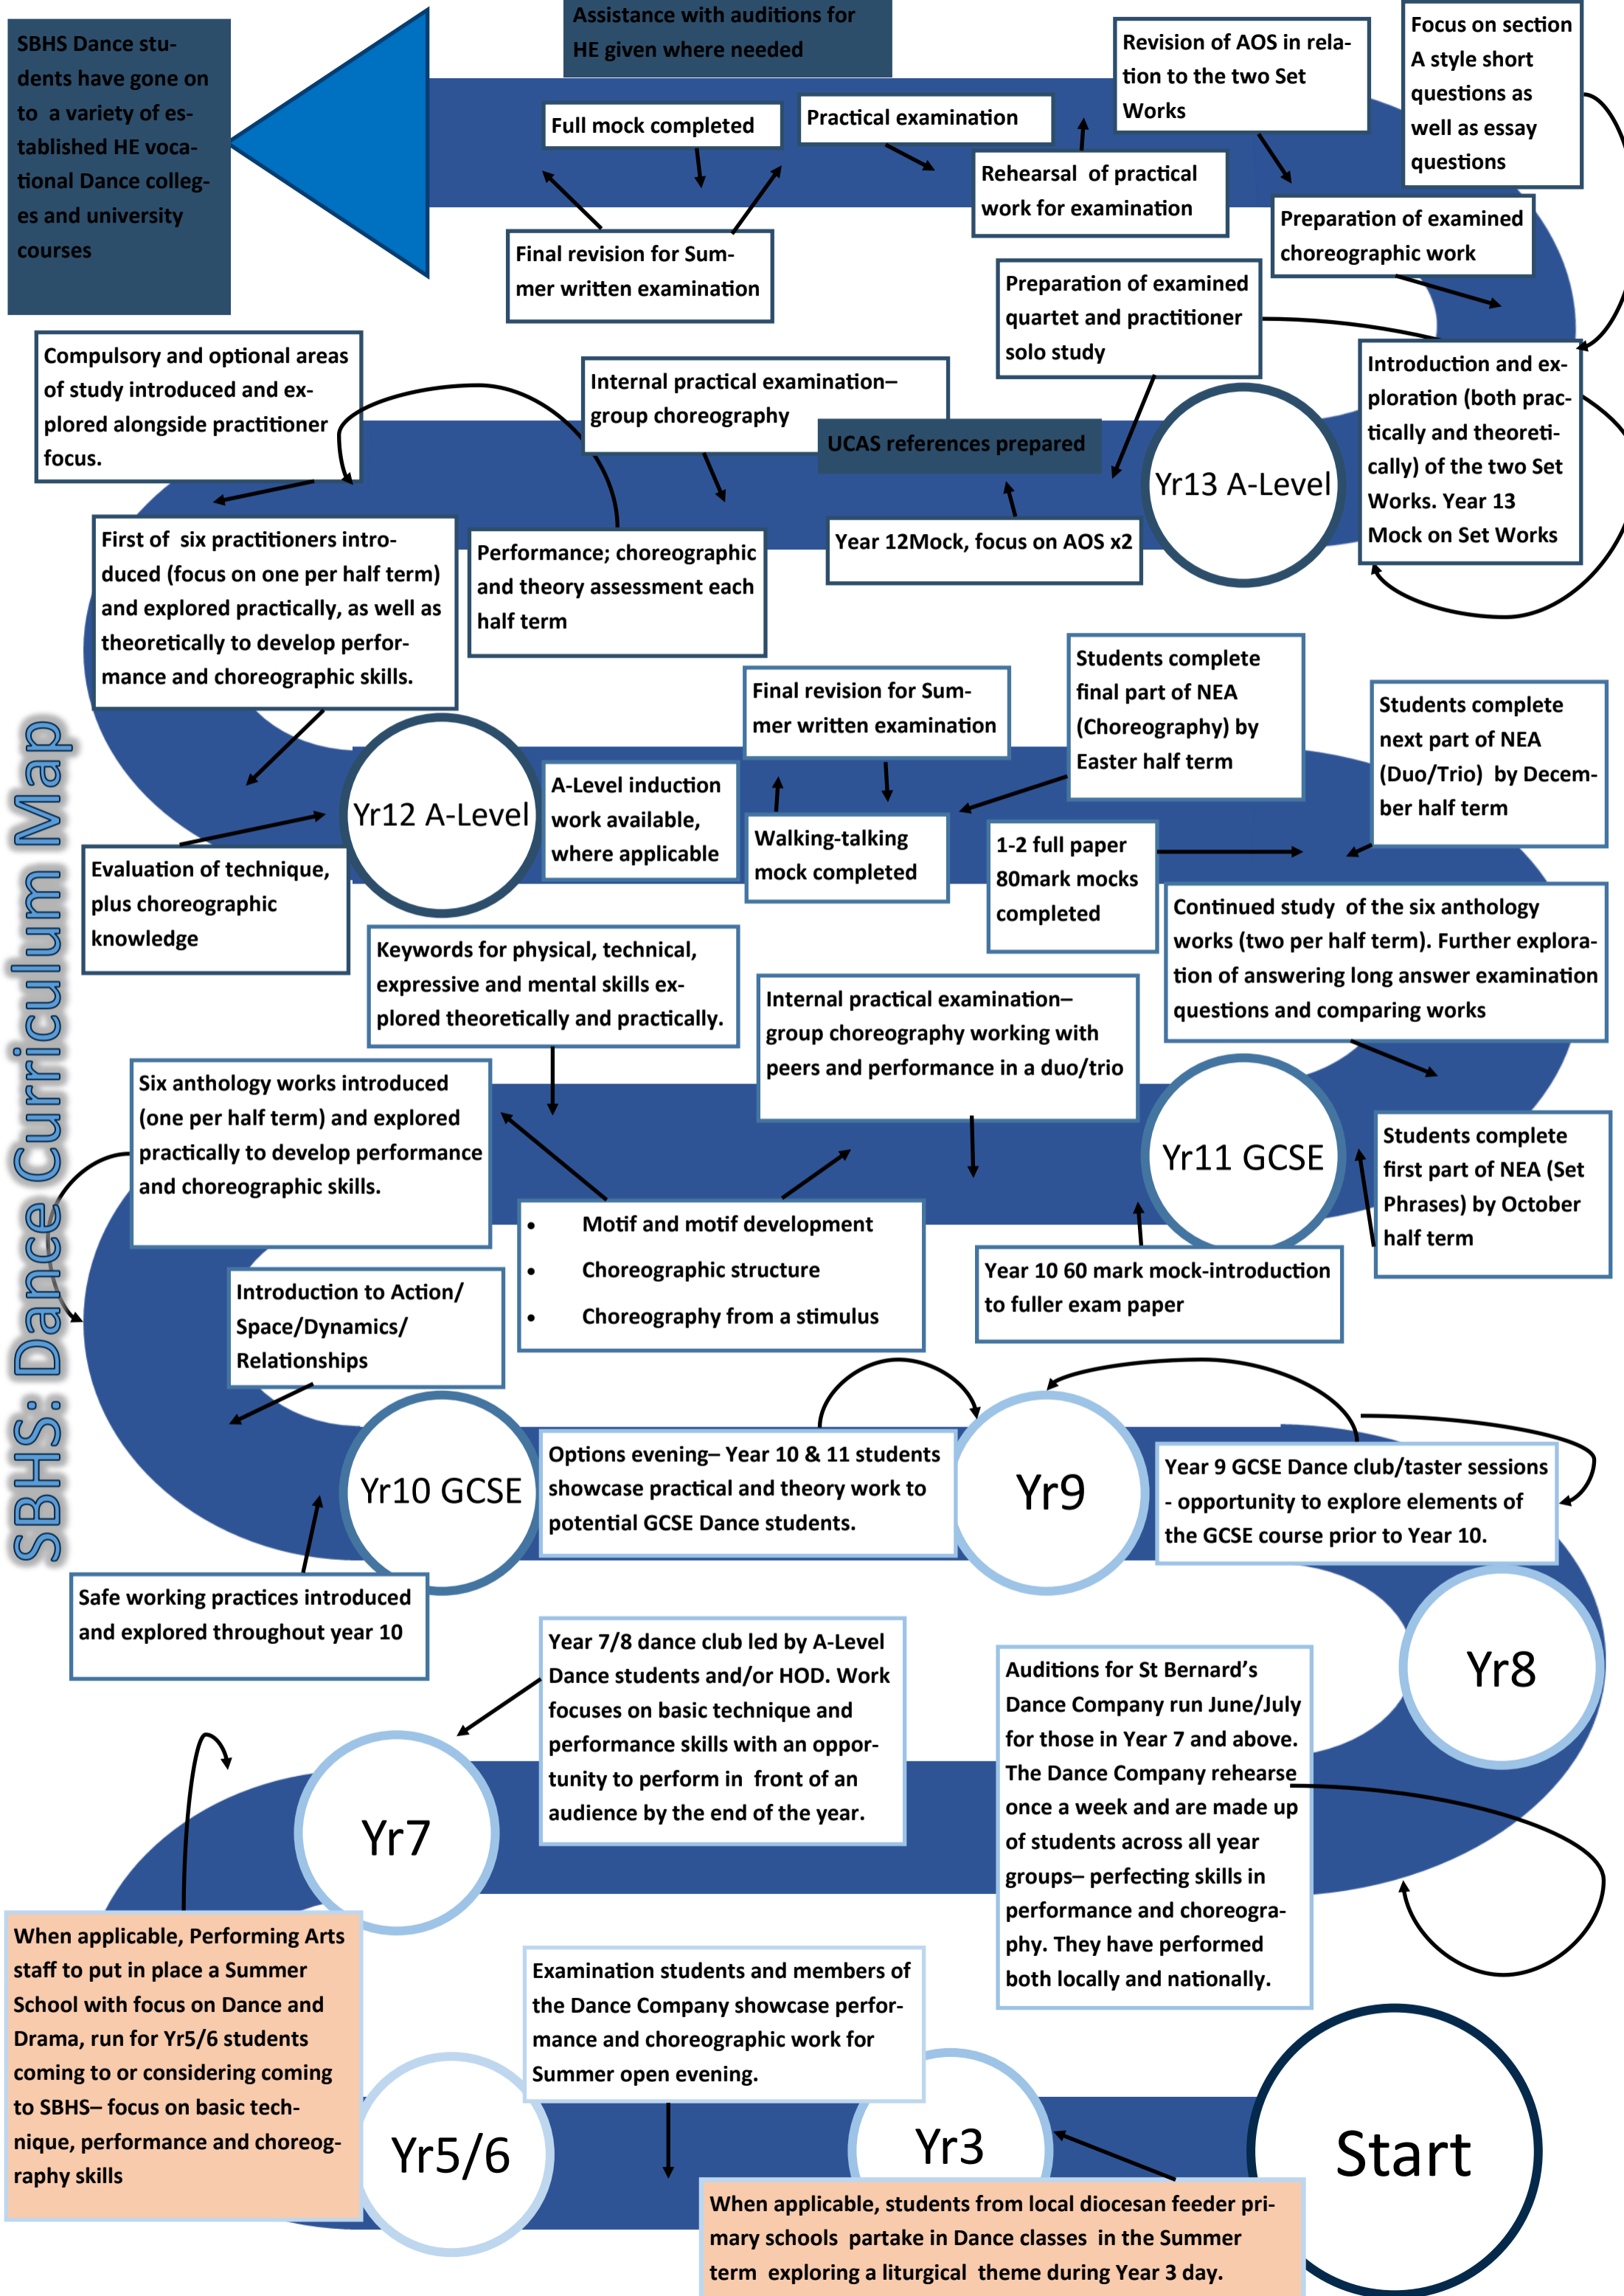 SBHS Dance stu-
dents have gone on
to a variety of es-
tablished HE voca-
tional Dance colleg-
es and university
courses
Assistance with auditions for
HE given where needed
Full mock completed
Practical examination
Revision of AOS in rela-
tion to the two Set
Works
Focus on section
A style short
questions as
well as essay
questions
Final revision for Sum-
mer written examination
Rehearsal of practical
work for examination
Preparation of examined
choreographic work
Preparation of examined
quartet and practitioner
solo study
Compulsory and optional areas
of study introduced and ex-
plored alongside practitioner
focus.
Internal practical examination–
group choreography
UCAS references prepared
Yr13 A-Level
Introduction and ex-
ploration (both prac-
tically and theoreti-
cally) of the two Set
Works. Year 13
Mock on Set Works
First of six practitioners intro-
duced (focus on one per half term)
and explored practically, as well as
theoretically to develop perfor-
mance and choreographic skills.
Performance; choreographic
and theory assessment each
half term
Year 12Mock, focus on AOS x2
SBHS: Dance Curriculum Map
Yr12 A-Level
Evaluation of technique,
plus choreographic
knowledge
A-Level induction
work available,
where applicable
Final revision for Sum-
mer written examination
Walking-talking
mock completed
Students complete
final part of NEA
(Choreography) by
Easter half term
1-2 full paper
80mark mocks
completed
Students complete
next part of NEA
(Duo/Trio) by Decem-
ber half term
Continued study of the six anthology
works (two per half term). Further explora-
tion of answering long answer examination
questions and comparing works
Keywords for physical, technical,
expressive and mental skills ex-
plored theoretically and practically.
Internal practical examination–
group choreography working with
peers and performance in a duo/trio
Six anthology works introduced
(one per half term) and explored
practically to develop performance
and choreographic skills.
Yr11 GCSE
Students complete
first part of NEA (Set
Phrases) by October
half term
• Motif and motif development
• Choreographic structure
• Choreography from a stimulus
Year 10 60 mark mock-introduction
to fuller exam paper
Introduction to Action/
Space/Dynamics/
Relationships
Yr10 GCSE
Options evening– Year 10 & 11 students
showcase practical and theory work to
potential GCSE Dance students.
Yr9
Year 9 GCSE Dance club/taster sessions
- opportunity to explore elements of
the GCSE course prior to Year 10.
Safe working practices introduced
and explored throughout year 10
Yr8
Year 7/8 dance club led by A-Level
Dance students and/or HOD. Work
focuses on basic technique and
performance skills with an oppor-
tunity to perform in front of an
audience by the end of the year.
Auditions for St Bernard's
Dance Company run June/July
for those in Year 7 and above.
The Dance Company rehearse
once a week and are made up
of students across all year
groups– perfecting skills in
performance and choreogra-
phy. They have performed
both locally and nationally.
Yr7
When applicable, Performing Arts
staff to put in place a Summer
School with focus on Dance and
Drama, run for Yr5/6 students
coming to or considering coming
to SBHS– focus on basic tech-
nique, performance and choreog-
raphy skills
Examination students and members of
the Dance Company showcase perfor-
mance and choreographic work for
Summer open evening.
Yr5/6
Yr3
Start
When applicable, students from local diocesan feeder pri-
mary schools partake in Dance classes in the Summer
term exploring a liturgical theme during Year 3 day.